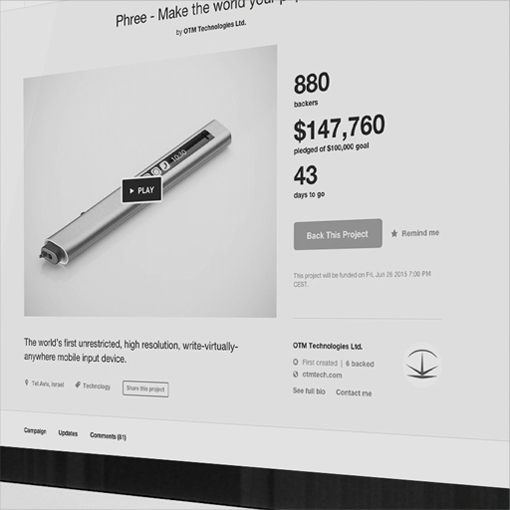 Phree - Make the world your
by OTM Technologies Ltd.
880
backers
$147,760
pledged of $100,000 goal
43
days to go
10:30
PLAY
Back This Project
Remind me
This project will be funded on Fri, Jun 26 2015 7:00 PM
CEST.
The world's first unrestricted, high resolution, write-virtually-
anywhere mobile input device.
Tel Aviv, Israel
Technology
Share this project
OTM Technologies Ltd.
First created | 6 backed
otmtech.com
See full bio
Contact me
Campaign
Updates
Comments (81)